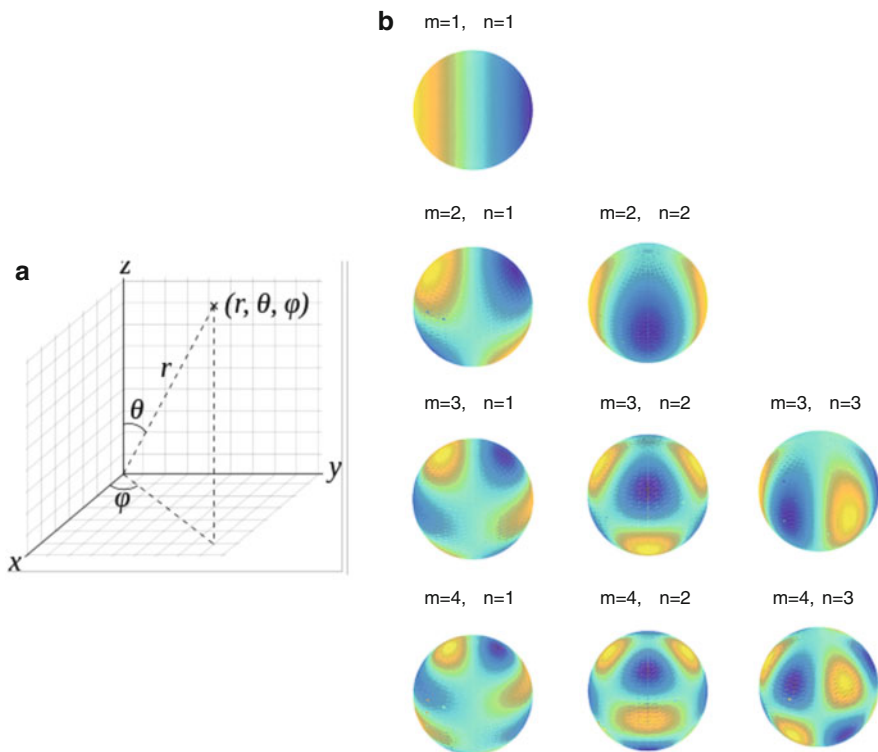 a
z
(r, θ, φ)
r
θ
y
φ
x
b
m=1, n=1
m=2, n=1
m=2, n=2
m=3, n=1
m=3, n=2
m=3, n=3
m=4, n=1
m=4, n=2
m=4, n=3